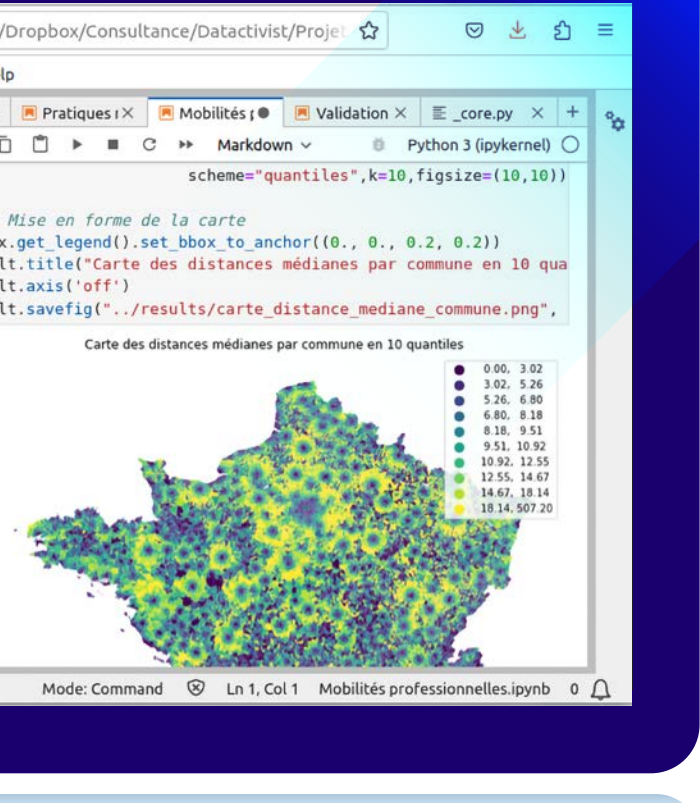 /Dropbox/Consultance/Datactivist/Projet
lp
Pratiques Mobilités p Validation _core.py
Markdown Python 3 (ipykernel)
scheme="quantiles",k=10,figsize=(10,10))
Mise en forme de la carte
x.get_legend().set_bbox_to_anchor((0., 0., 0.2, 0.2))
lt.title("Carte des distances médianes par commune en 10 qua
lt.axis('off')
lt.savefig("../results/carte_distance_mediane_commune.png",
Carte des distances médianes par commune en 10 quantiles
0.00, 3.02
3.02, 5.26
5.26, 6.80
6.80, 8.18
8.18, 9.51
9.51, 10.92
10.92, 12.55
12.55, 14.67
14.67, 18.14
18.14, 507.20
Mode: Command Ln 1, Col 1 Mobilités professionnelles.ipynb 0